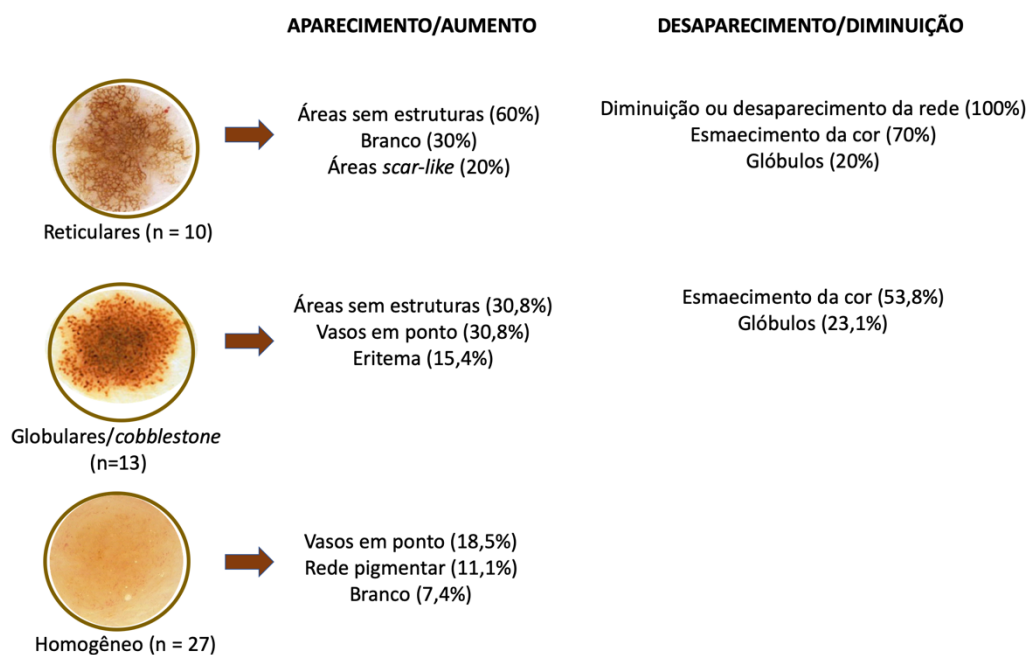 APARECIMENTO/AUMENTO
DESAPARECIMENTO/DIMINUIÇÃO
Áreas sem estruturas (60%)
Branco (30%)
Áreas scar-like (20%)
Diminuição ou desaparecimento da rede (100%)
Esmaecimento da cor (70%)
Glóbulos (20%)
Reticulares (n = 10)
Áreas sem estruturas (30,8%)
Vasos em ponto (30,8%)
Eritema (15,4%)
Esmaecimento da cor (53,8%)
Glóbulos (23,1%)
Globulares/cobblestone
(n=13)
Vasos em ponto (18,5%)
Rede pigmentar (11,1%)
Branco (7,4%)
Homogêneo (n = 27)